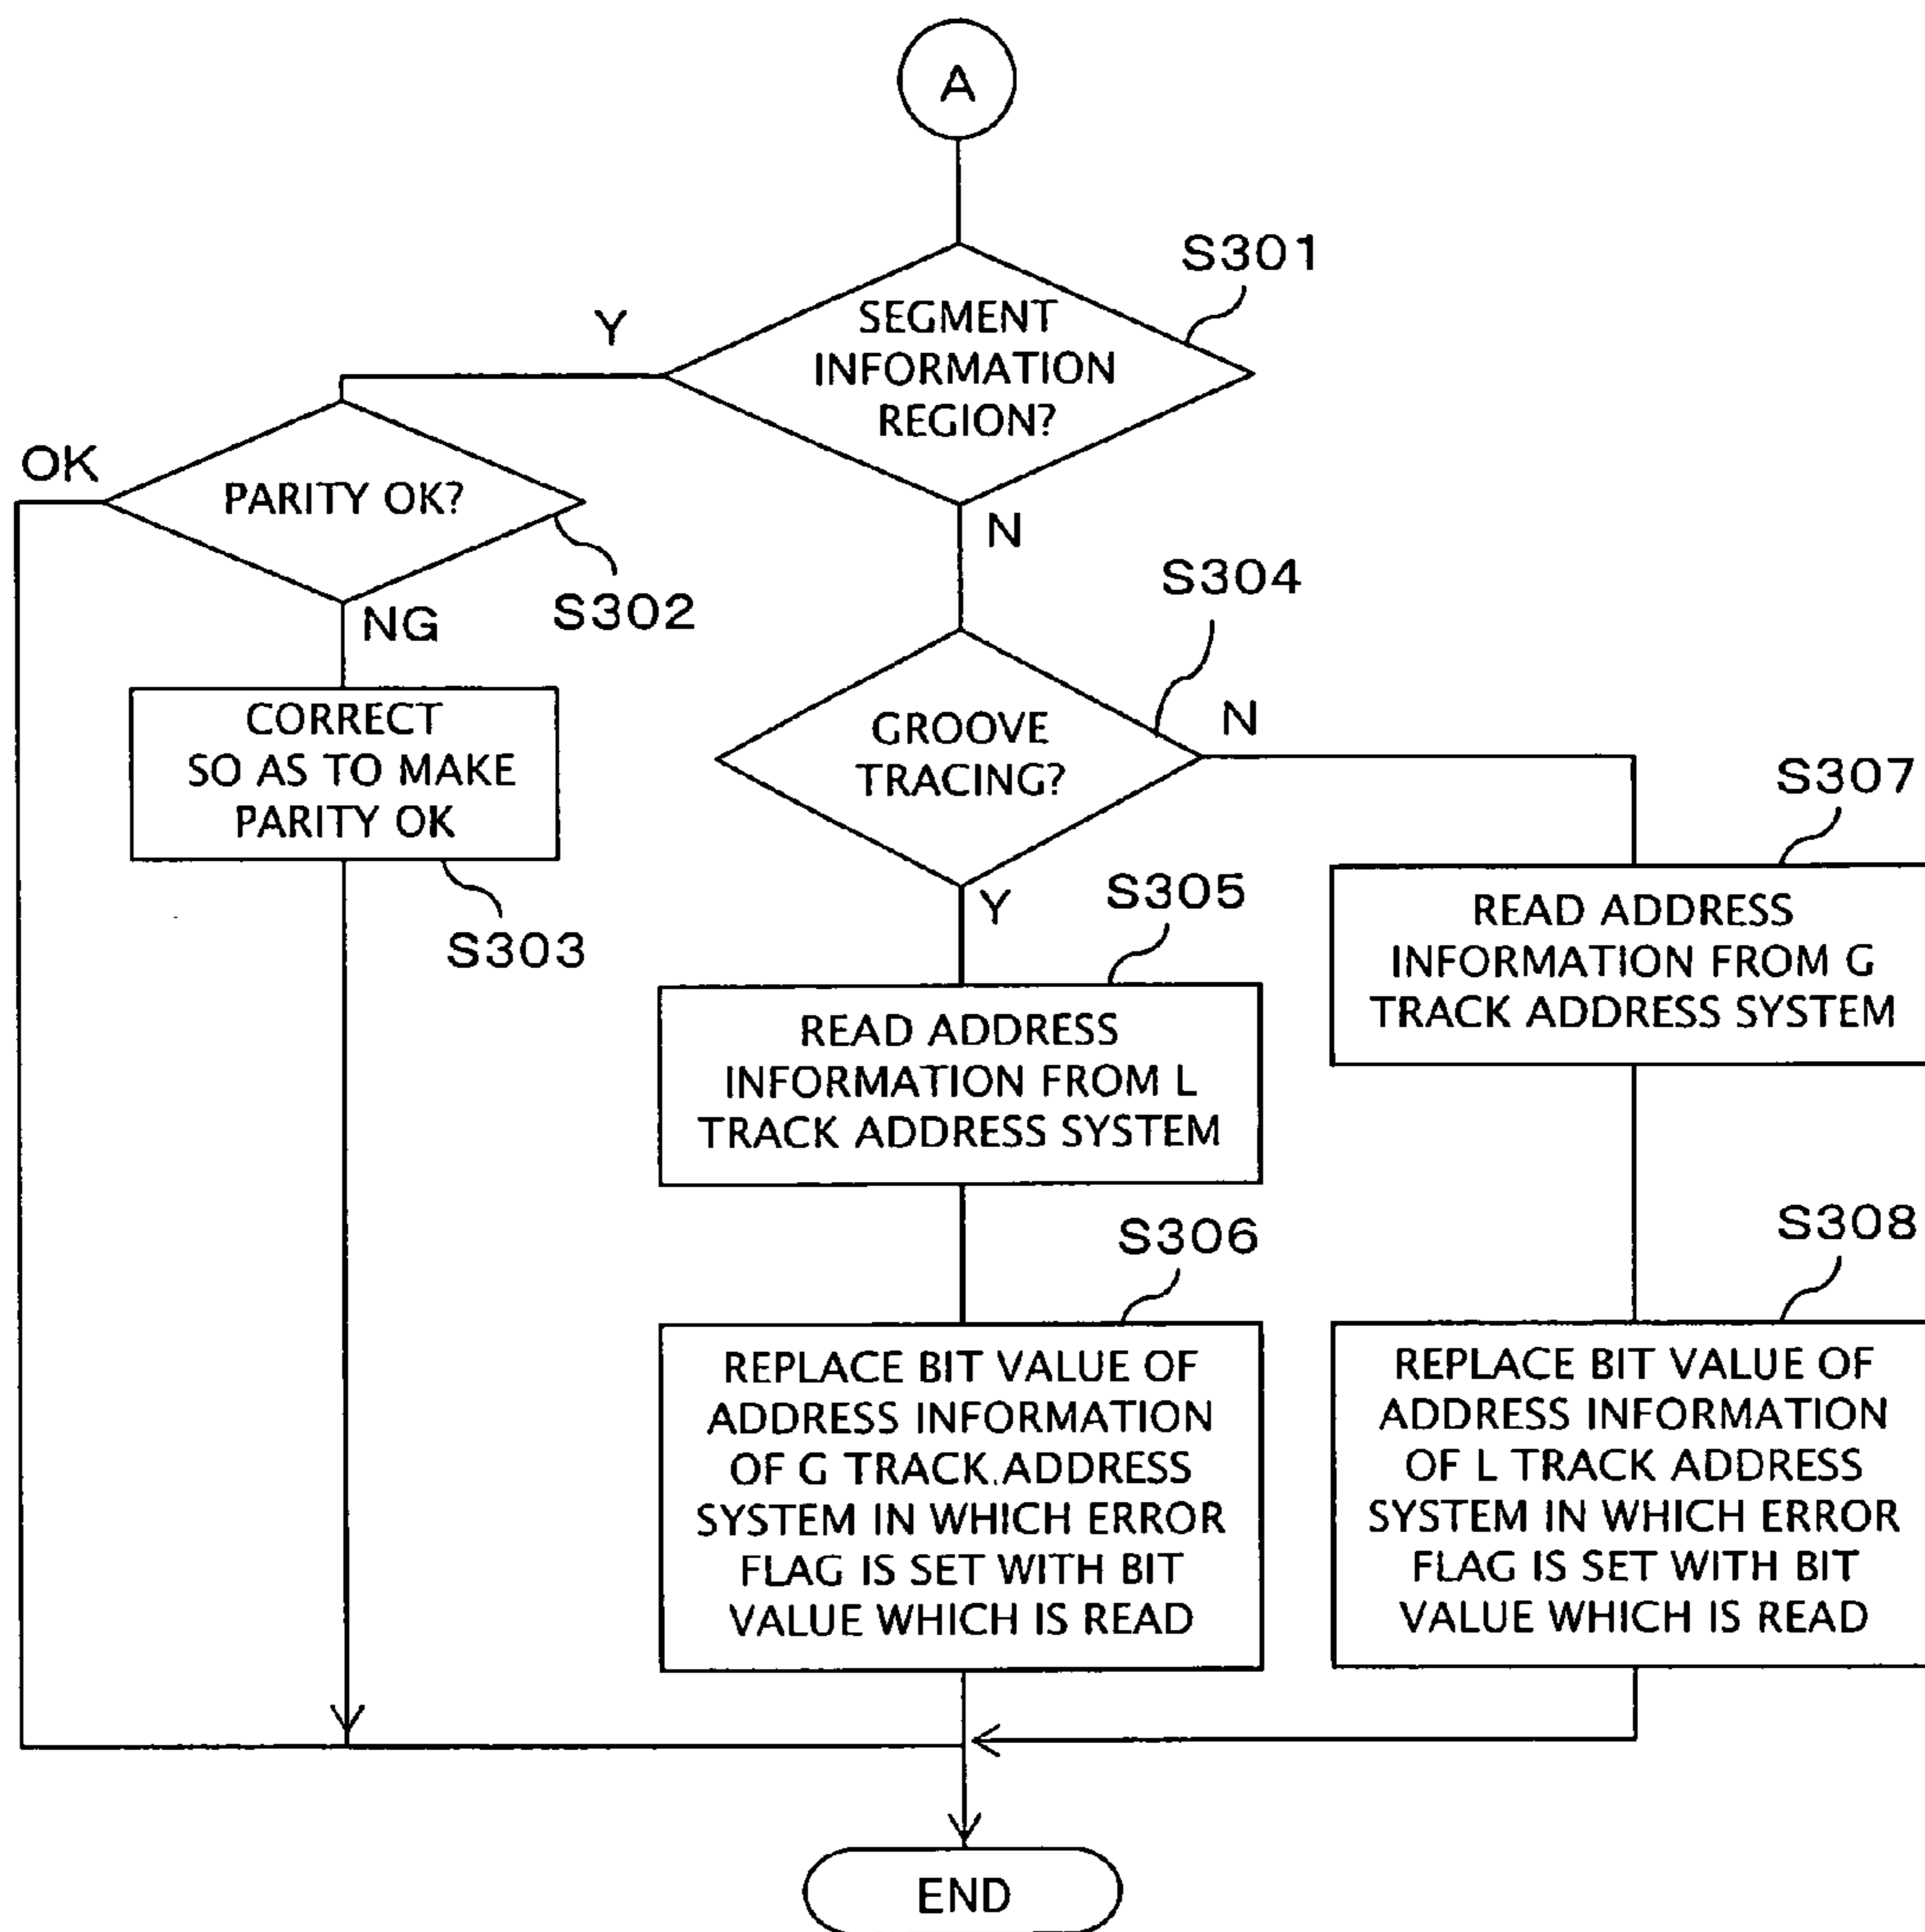 A
S301
SEGMENT
INFORMATION
REGION?
Y
N
OK
PARITY OK?
S302
NG
CORRECT
SO AS TO MAKE
PARITY OK
S303
S304
GROOVE
TRACING?
N
Y
S305
READ ADDRESS
INFORMATION FROM L
TRACK ADDRESS SYSTEM
S306
REPLACE BIT VALUE OF
ADDRESS INFORMATION
OF G TRACK ADDRESS
SYSTEM IN WHICH ERROR
FLAG IS SET WITH BIT
VALUE WHICH IS READ
S307
READ ADDRESS
INFORMATION FROM G
TRACK ADDRESS SYSTEM
S308
REPLACE BIT VALUE OF
ADDRESS INFORMATION
OF L TRACK ADDRESS
SYSTEM IN WHICH ERROR
FLAG IS SET WITH BIT
VALUE WHICH IS READ
END